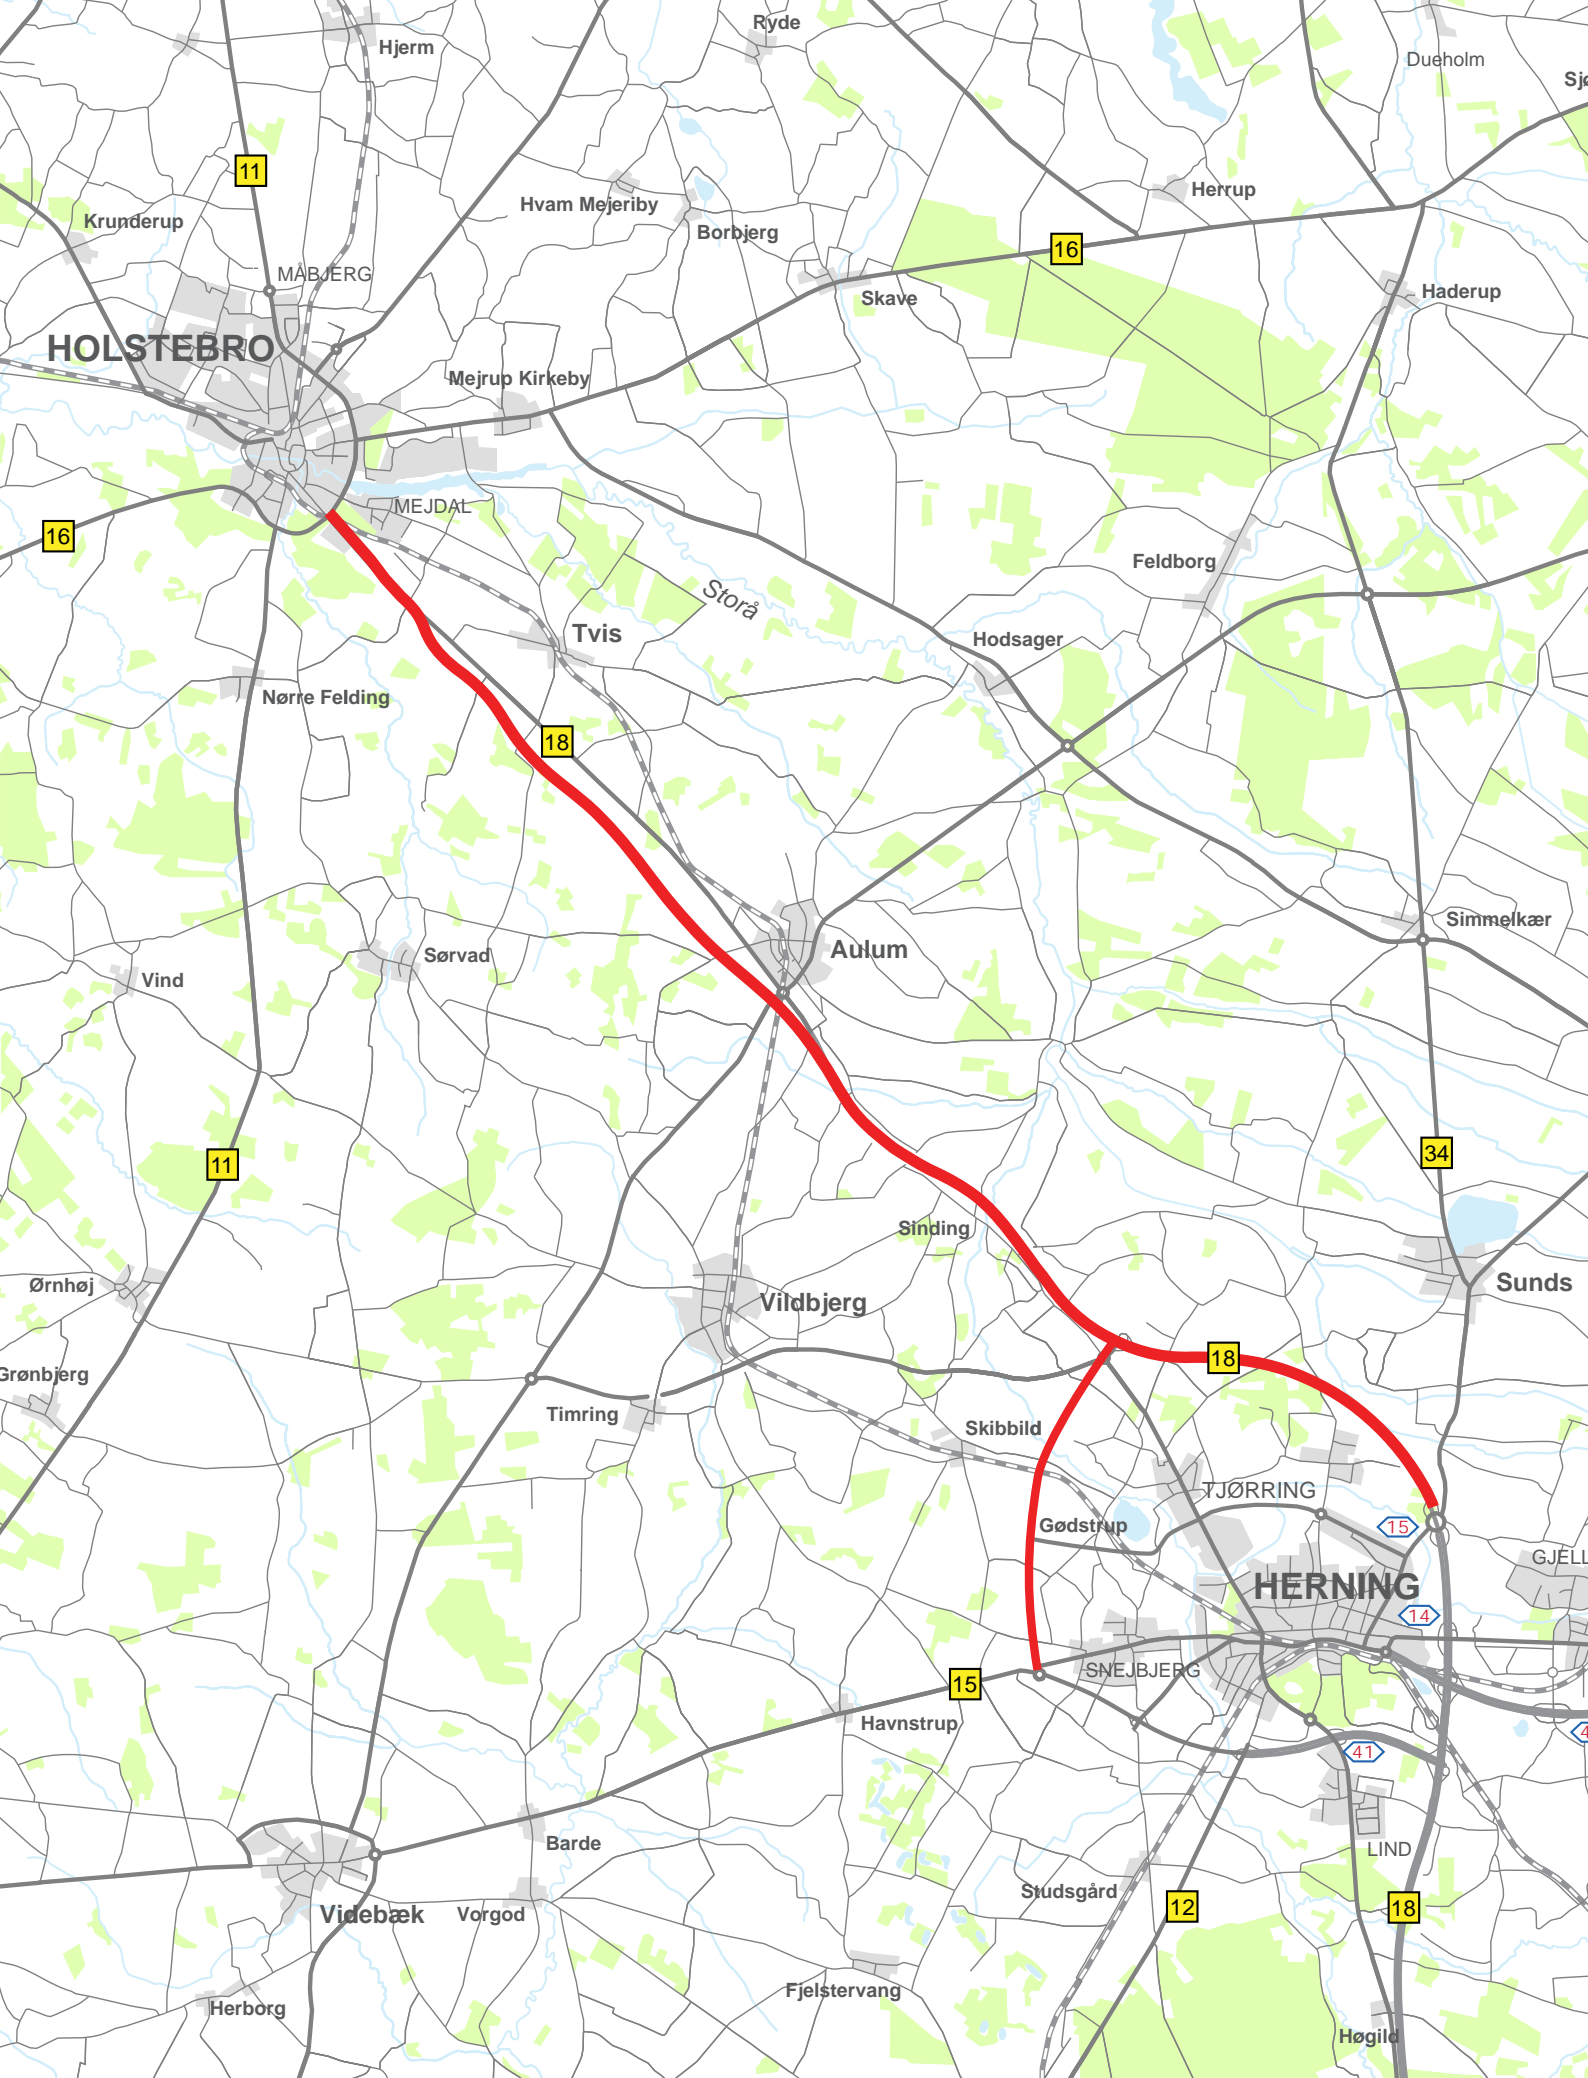 Ryde
Hjerm
Dueholm
Sjø
11
Herrup
Hvam Mejeriby
Krunderup
Borbjerg
16
MÅBJERG
Skave
Haderup
HOLSTEBRO
Mejrup Kirkeby
MEJDAL
16
Feldborg
Storå
Tvis
Hodsager
Nørre Felding
18
Simmelkær
Aulum
Sørvad
Vind
34
11
Sinding
Ørnhøj
Sunds
Vildbjerg
18
Grønbjerg
Timring
Skibbild
TJØRRING
Gødstrup
15
GJELL
HERNING
14
SNEJBJERG
15
Havnstrup
4
41
Barde
LIND
Studsgård
12
18
Videbæk
Vorgod
Fjelstervang
Herborg
Høgild